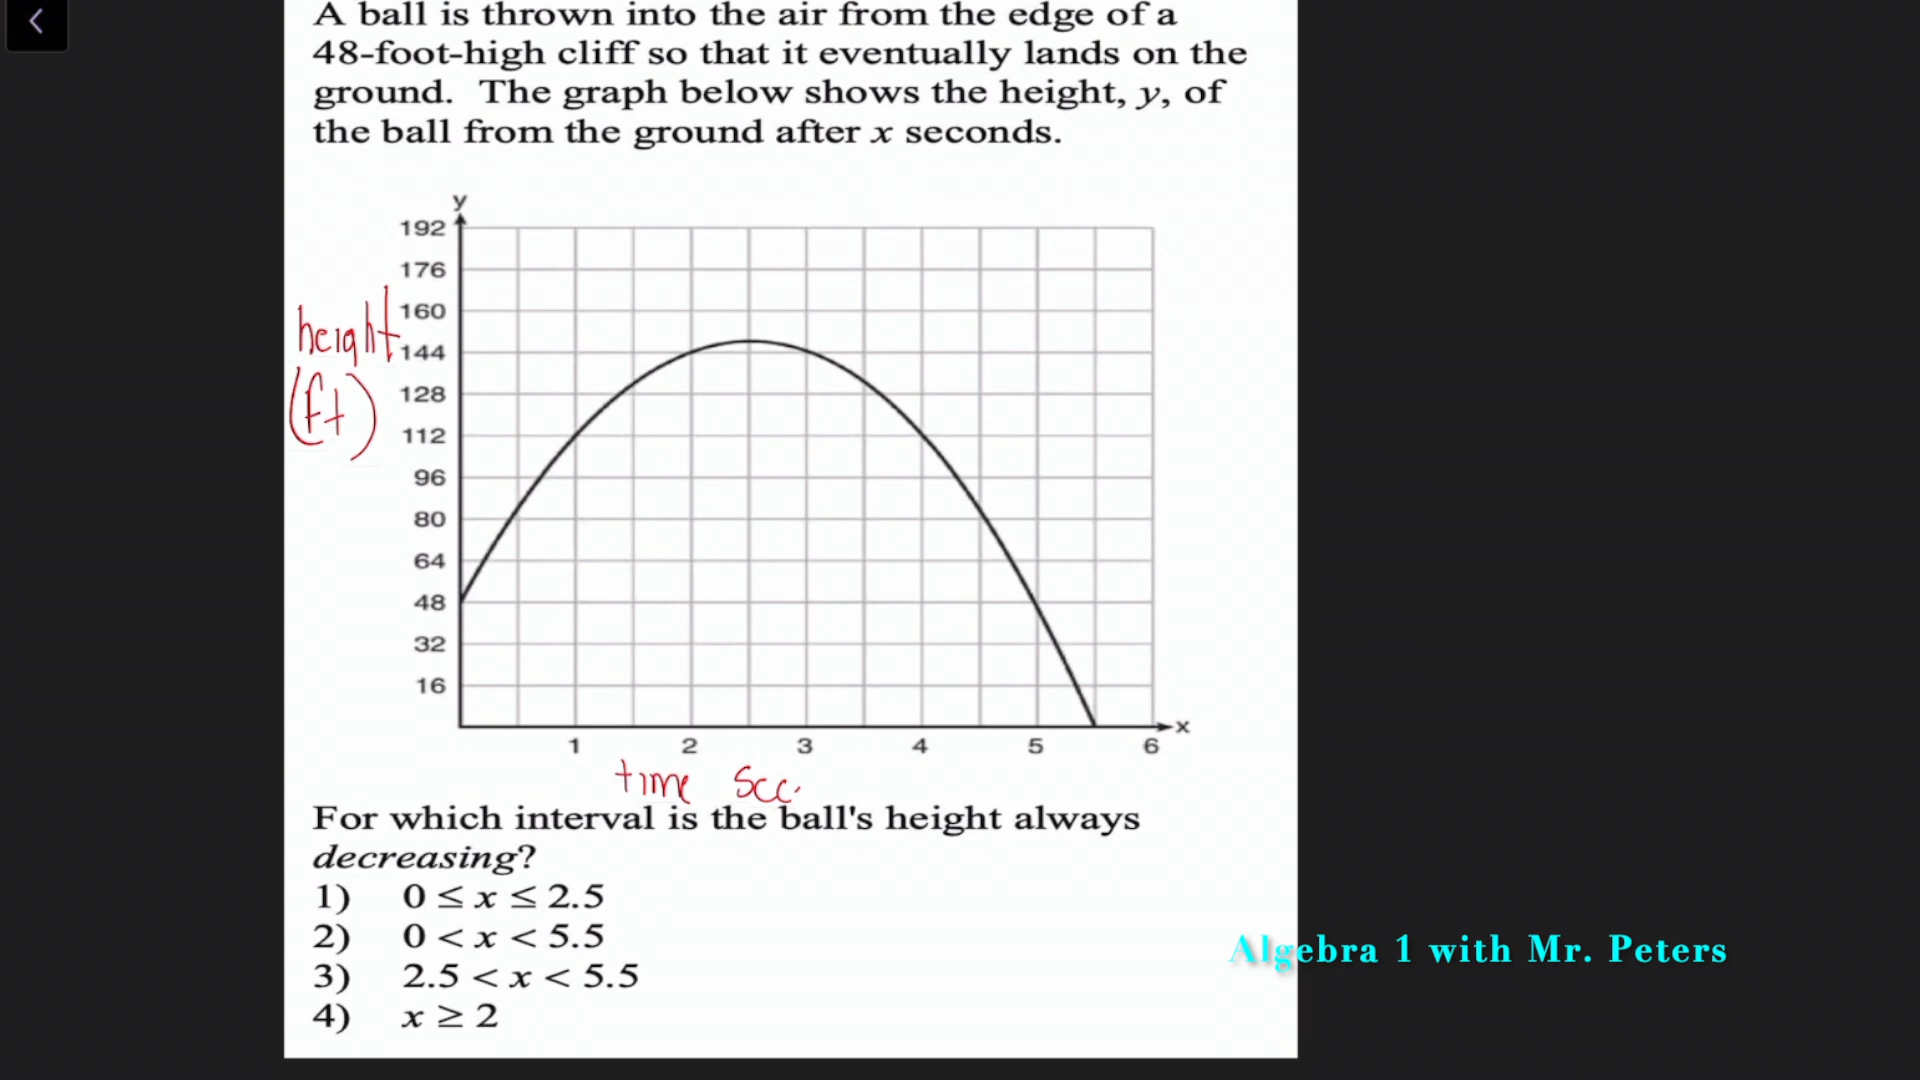 A ball is thrown into the air from the edge of a
48-foot-high cliff so that it eventually lands on the
ground. The graph below shows the height, y, of
the ball from the ground after x seconds.
y
192
176
160
height
144
(ft)
128
112
96
80
64
48
32
16
x
1 2 3 4 5 6
time sec.
For which interval is the ball's height always
decreasing?
1) 0 ≤ x ≤ 2.5
2) 0 < x < 5.5
3) 2.5 < x < 5.5
4) x ≥ 2
Algebra 1 with Mr. Peters